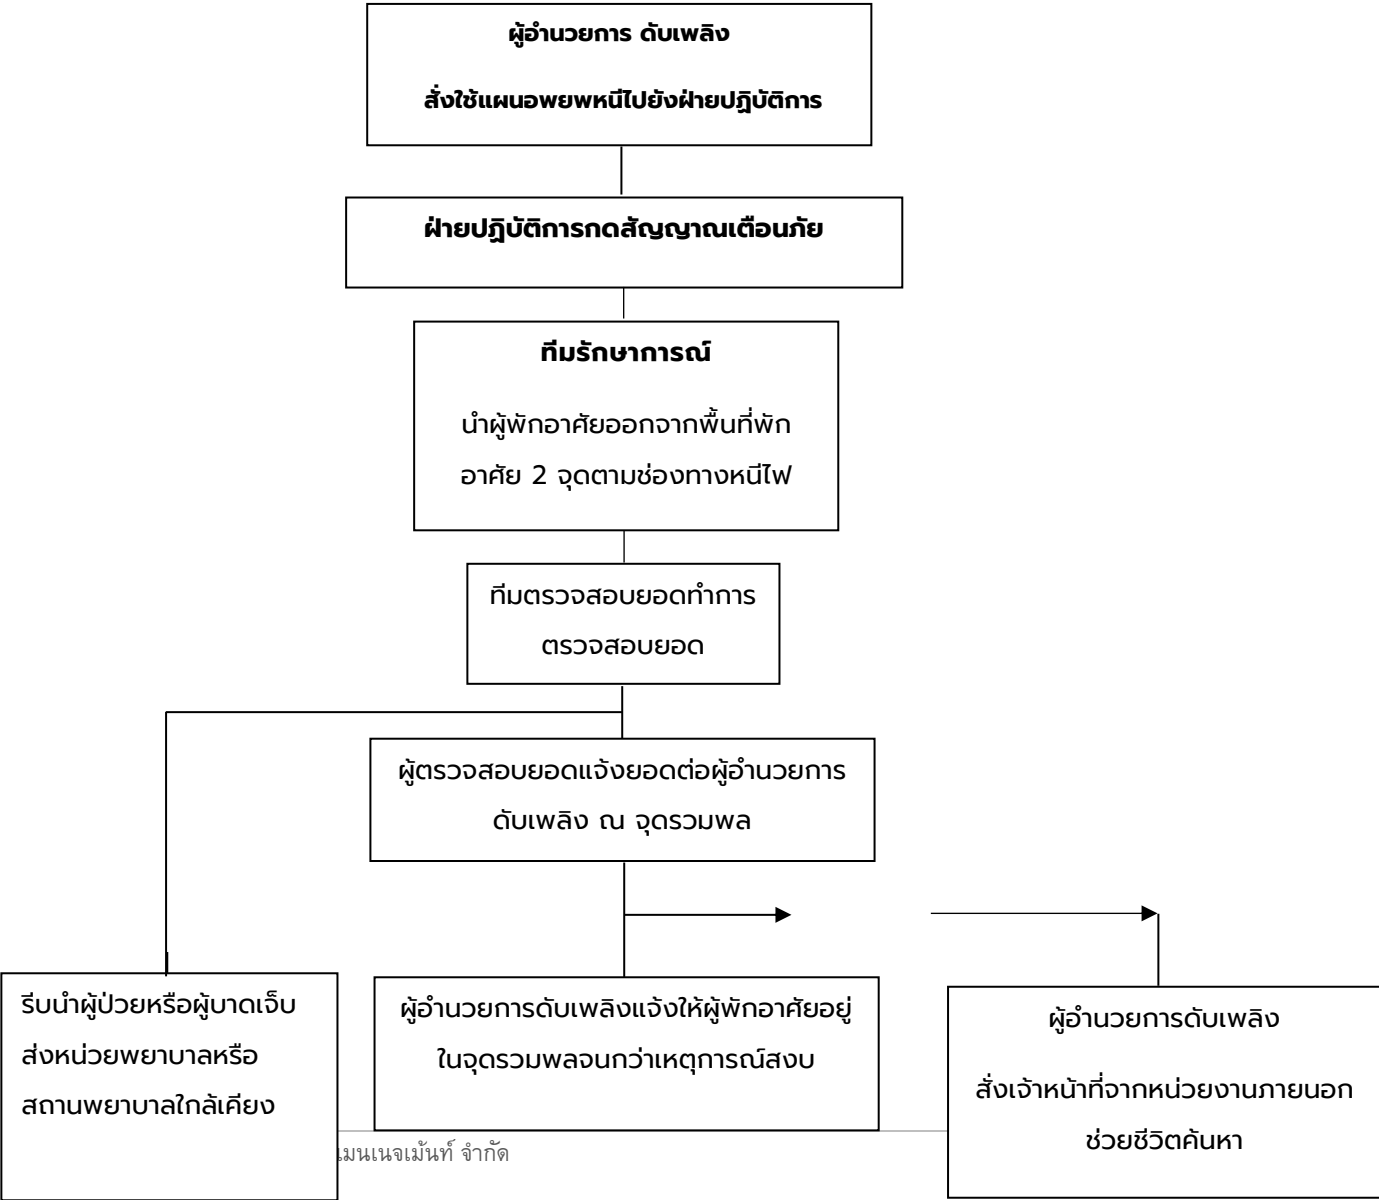 ผู้อำนวยการ ดับเพลิง
สั่งใช้แผนอพยพหนีไปยังฝ่ายปฏิบัติการ
ฝ่ายปฏิบัติการกดสัญญาณเตือนภัย
ทีมรักษาการณ์
นำผู้พักอาศัยออกจากพื้นที่พัก
อาศัย 2 จุดตามช่องทางหนีไฟ
ทีมตรวจสอบยอดทำการ
ตรวจสอบยอด
ผู้ตรวจสอบยอดแจ้งยอดต่อผู้อำนวยการ
ดับเพลิง ณ จุดรวมพล
รีบนำผู้ป่วยหรือผู้บาดเจ็บ
ส่งหน่วยพยาบาลหรือ
สถานพยาบาลใกล้เคียง
ผู้อำนวยการดับเพลิงแจ้งให้ผู้พักอาศัยอยู่
ในจุดรวมพลจนกว่าเหตุการณ์สงบ
ผู้อำนวยการดับเพลิง
สั่งเจ้าหน้าที่จากหน่วยงานภายนอก
ช่วยชีวิตค้นหา
เมนเนจเม้นท์ จำกัด